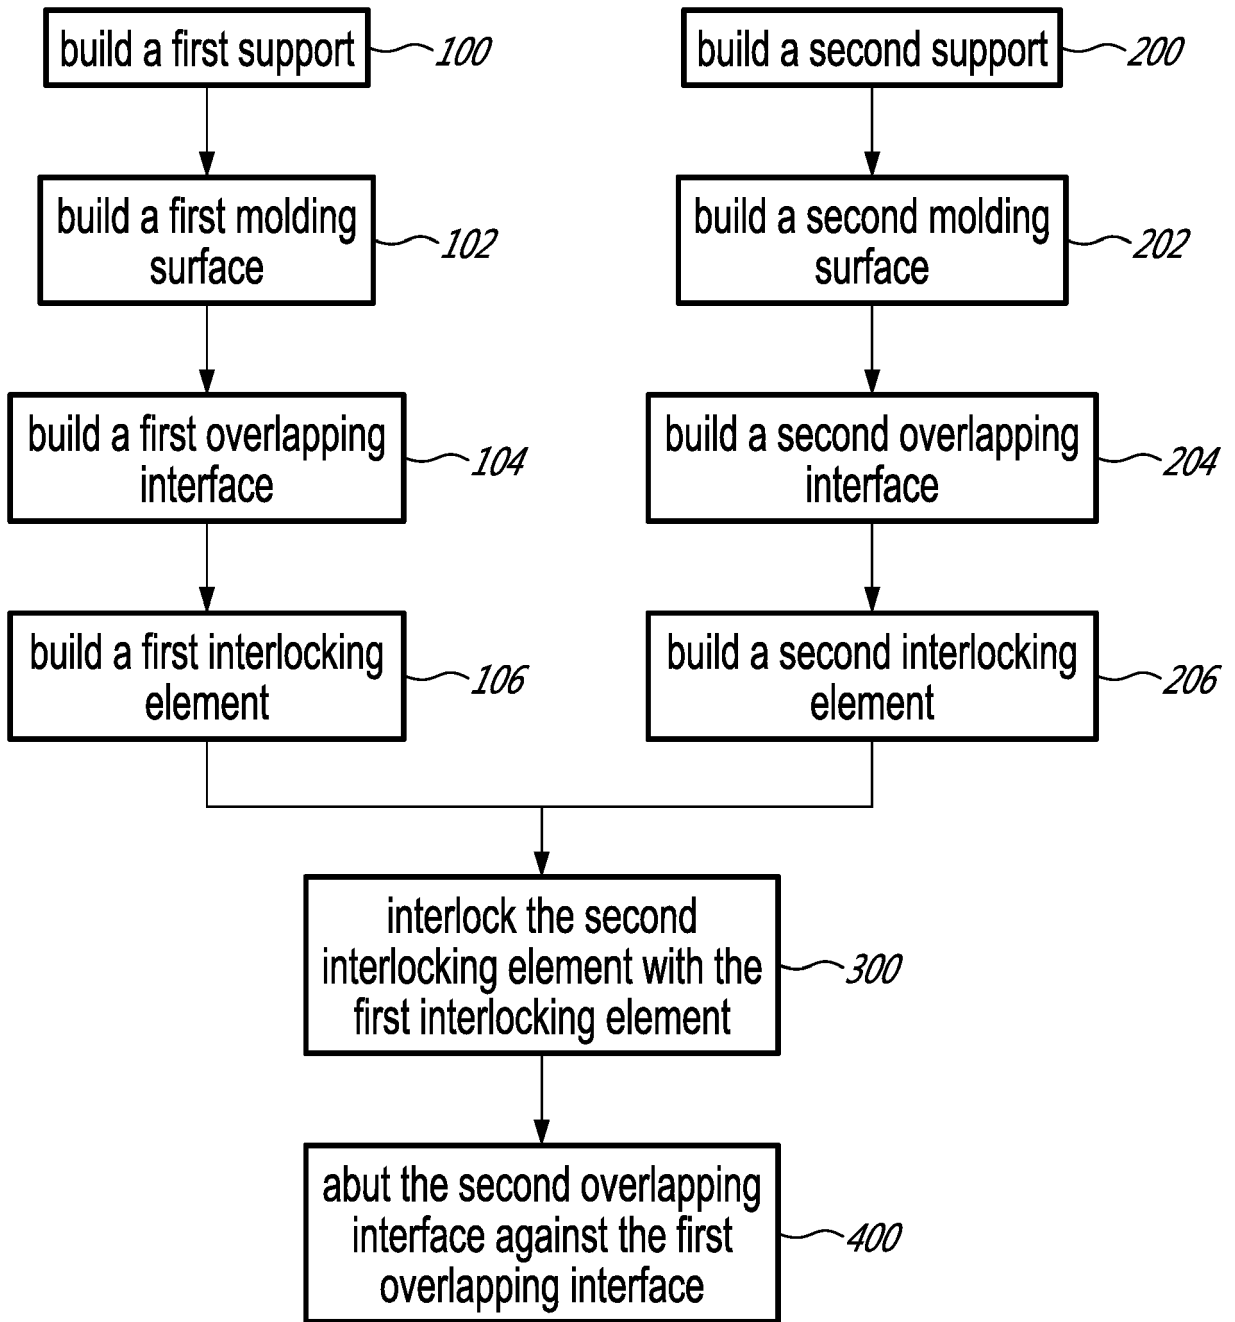 build a first support
100
build a second support
200
build a first molding
surface
102
build a second molding
surface
202
build a first overlapping
interface
104
build a second overlapping
interface
204
build a first interlocking
element
106
build a second interlocking
element
206
interlock the second
interlocking element with the
first interlocking element
300
abut the second overlapping
interface against the first
overlapping interface
400